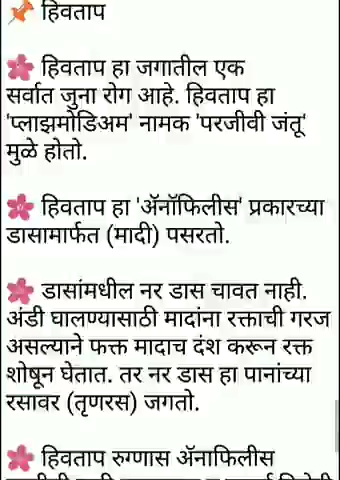 📌 हिवताप
🌸 हिवताप हा जगातील एक
सर्वात जुना रोग आहे. हिवताप हा
'प्लाझमोडिअम' नामक 'परजीवी जंतू'
मुळे होतो.
🌸 हिवताप हा 'ॲनॉफिलीस' प्रकारच्या
डासामार्फत (मादी) पसरतो.
🌸 डासांमधील नर डास चावत नाही.
अंडी घालण्यासाठी मादांना रक्ताची गरज
असल्याने फक्त मादाच दंश करून रक्त
शोषून घेतात. तर नर डास हा पानांच्या
रसावर (तृणरस) जगतो.
🌸 हिवताप रुग्णास ॲनाफिलीस